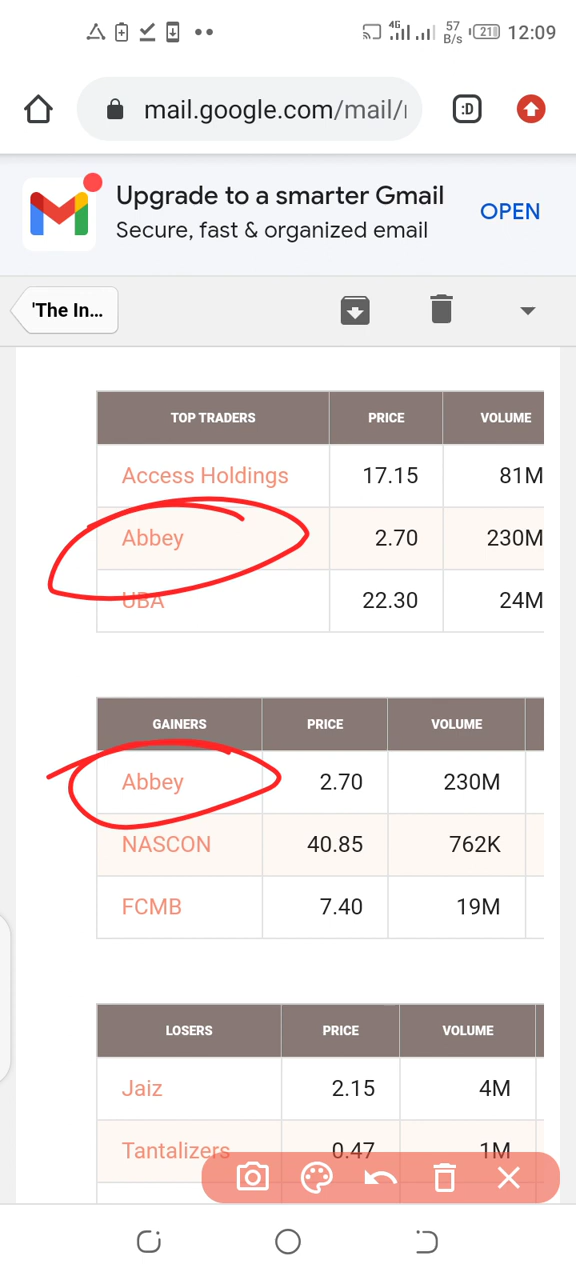 4G 57 B/s 21 12:09
mail.google.com/mail/ :D
Upgrade to a smarter Gmail
Secure, fast & organized email
OPEN
'The In...
TOP TRADERS PRICE VOLUME
Access Holdings 17.15 81M
Abbey 2.70 230M
UBA 22.30 24M
GAINERS PRICE VOLUME
Abbey 2.70 230M
NASCON 40.85 762K
FCMB 7.40 19M
LOSERS PRICE VOLUME
Jaiz 2.15 4M
Tantalizers 0.47 1M